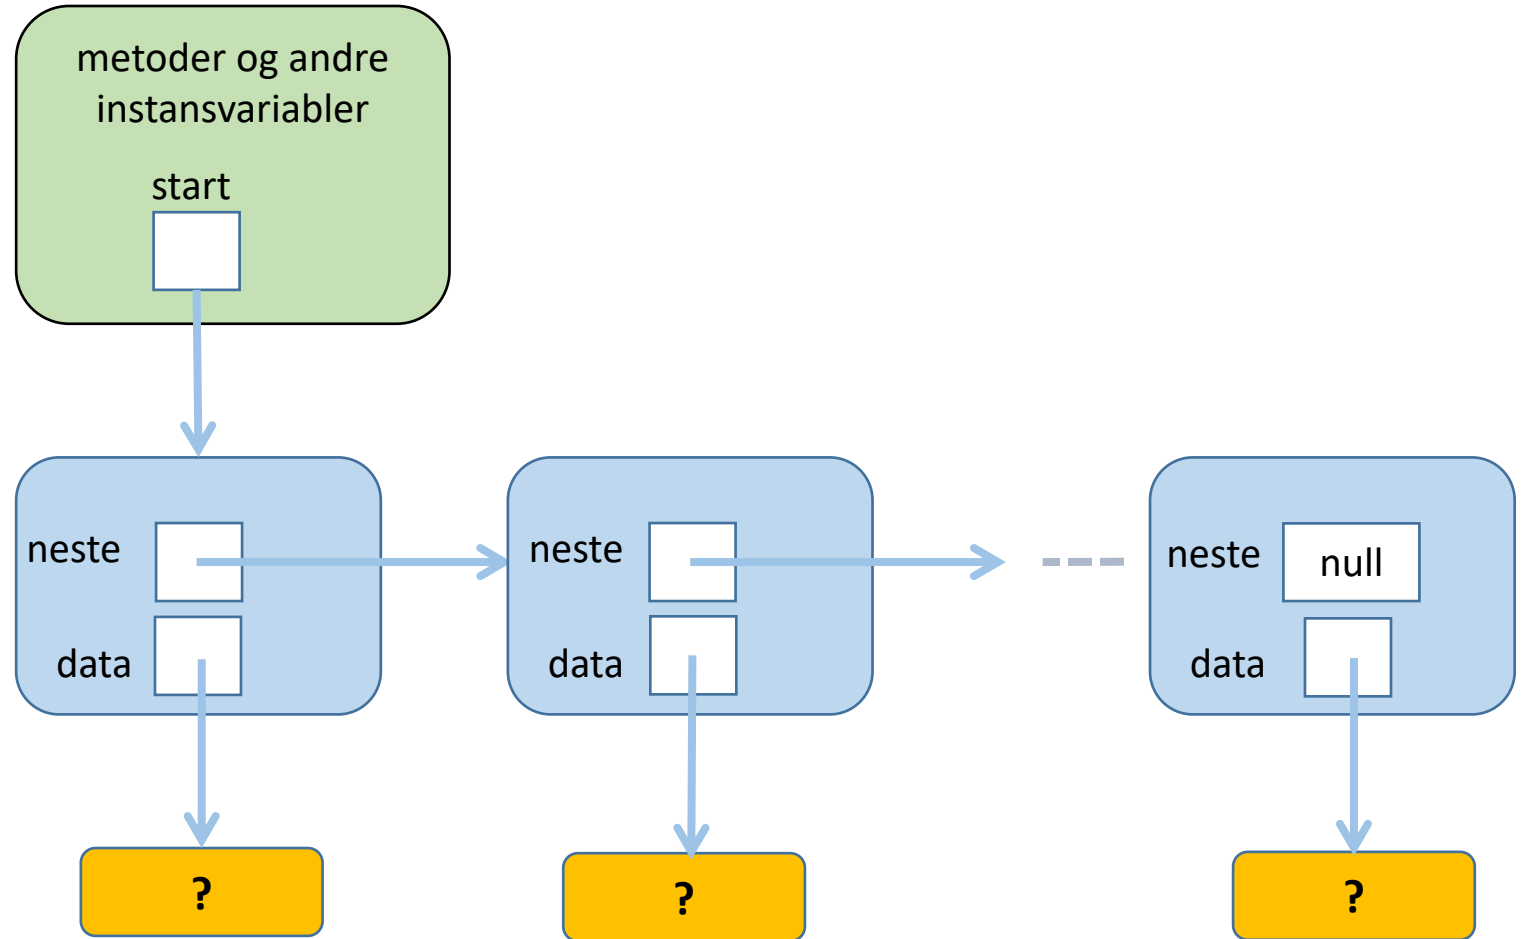 metoder og andre
instansvariabler
start
neste
neste
neste
null
data
data
data
?
?
?